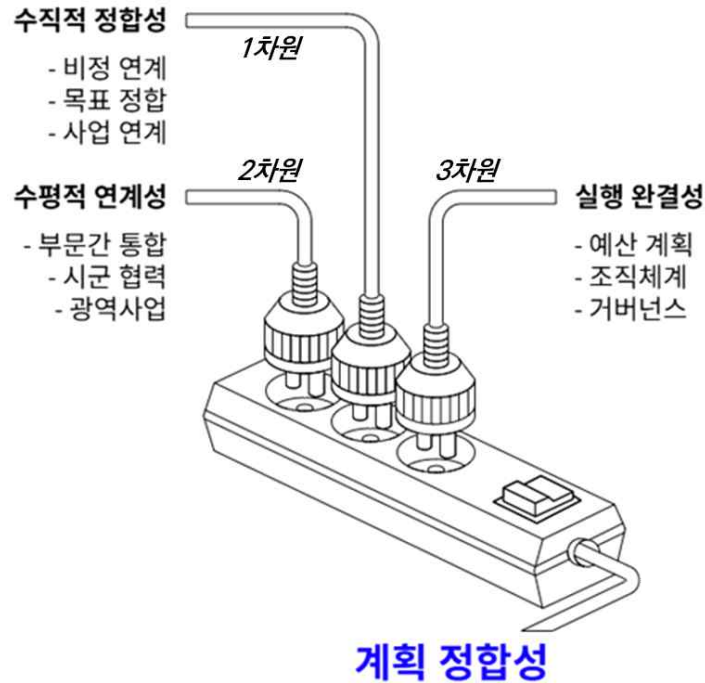 수직적 정합성
1차원
- 비정 연계
- 목표 정합
- 사업 연계
2차원
3차원
수평적 연계성
- 부문간 통합
- 시군 협력
- 광역사업
실행 완결성
- 예산 계획
- 조직체계
- 거버넌스
계획 정합성